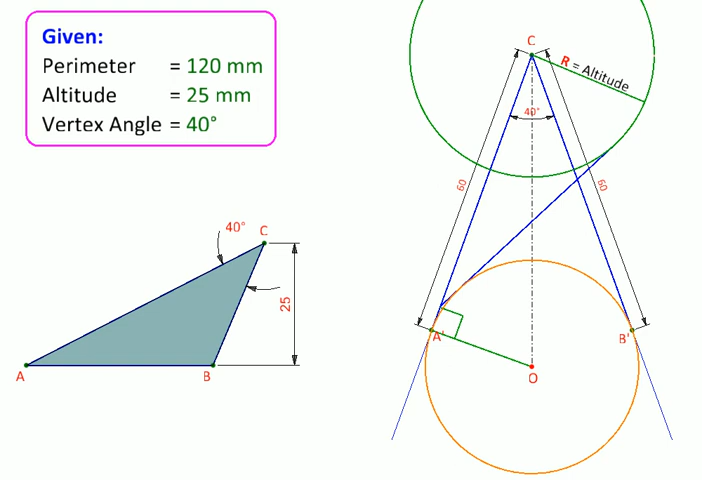 Given:
Perimeter = 120 mm
Altitude = 25 mm
Vertex Angle = 40°
C
R = Altitude
40°
60
60
A'
B'
O
40°
C
25
A
B